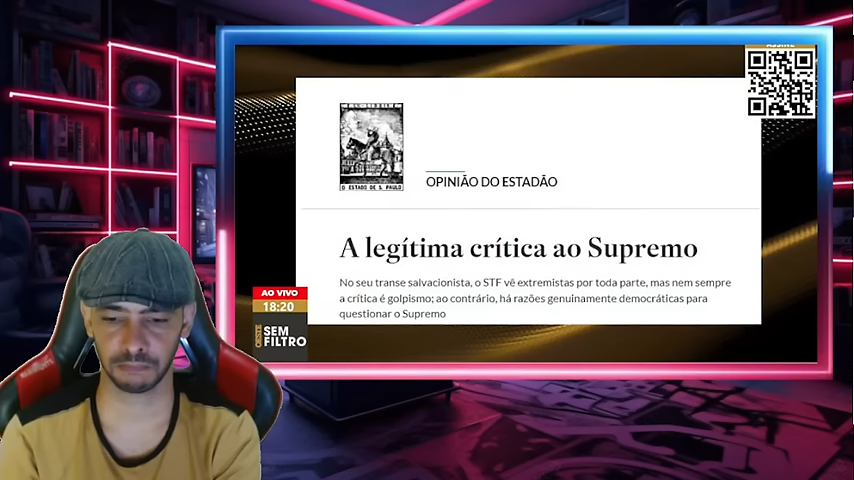 ASSINE
O ESTADO DE S. PAULO
OPINIÃO DO ESTADÃO
A legítima crítica ao Supremo
No seu transe salvacionista, o STF vê extremistas por toda parte, mas nem sempre
a crítica é golpismo; ao contrário, há razões genuinamente democráticas para
questionar o Supremo
AO VIVO
18:20
OESTE
SEM
FILTRO